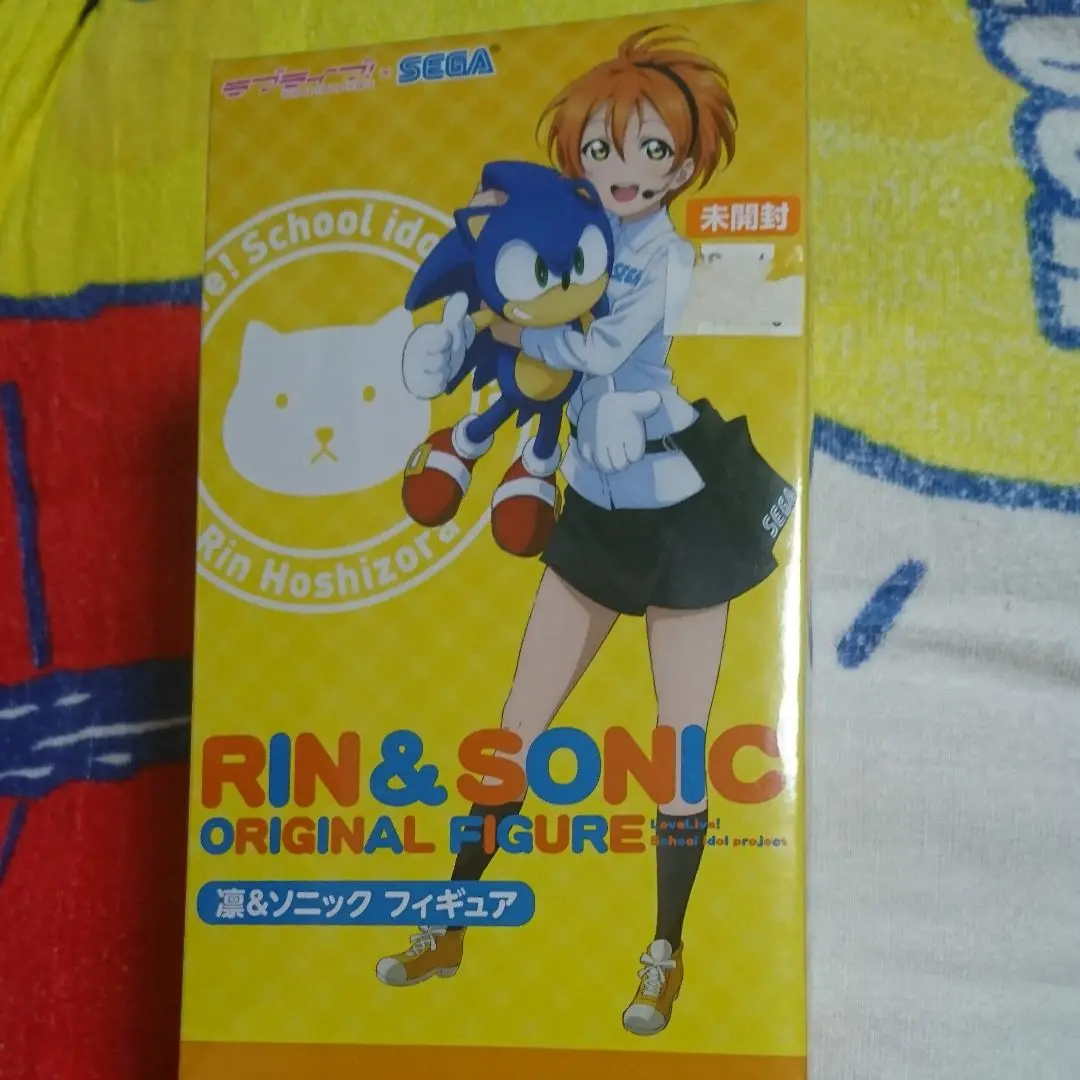 ラブライブ! × SEGA
未開封
School ido
SEGA
SEGA
Rin Hoshizora
RIN & SONIC
ORIGINAL FIGURE
LoveLive!
School idol project
凛&ソニック フィギュア